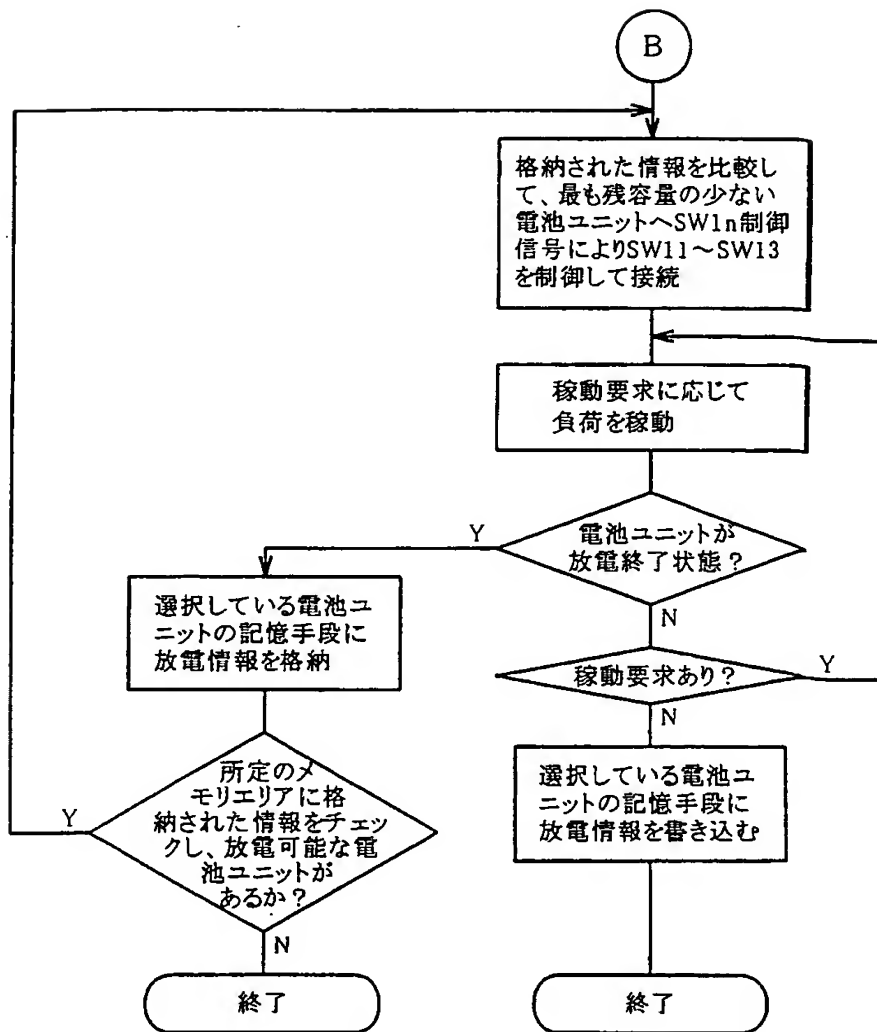 B
格納された情報を比較し
て、最も残容量の少ない
電池ユニットへSW1n制御
信号によりSW11～SW13
を制御して接続
稼動要求に応じて
負荷を稼動
電池ユニットが
放電終了状態？
Y
N
選択している電池ユ
ニットの記憶手段に
放電情報を格納
稼動要求あり？
Y
N
所定のメ
モリエリアに格
納された情報をチェッ
クし、放電可能な電
池ユニットが
あるか？
Y
N
選択している電池ユ
ニットの記憶手段に
放電情報を書き込む
終了
終了